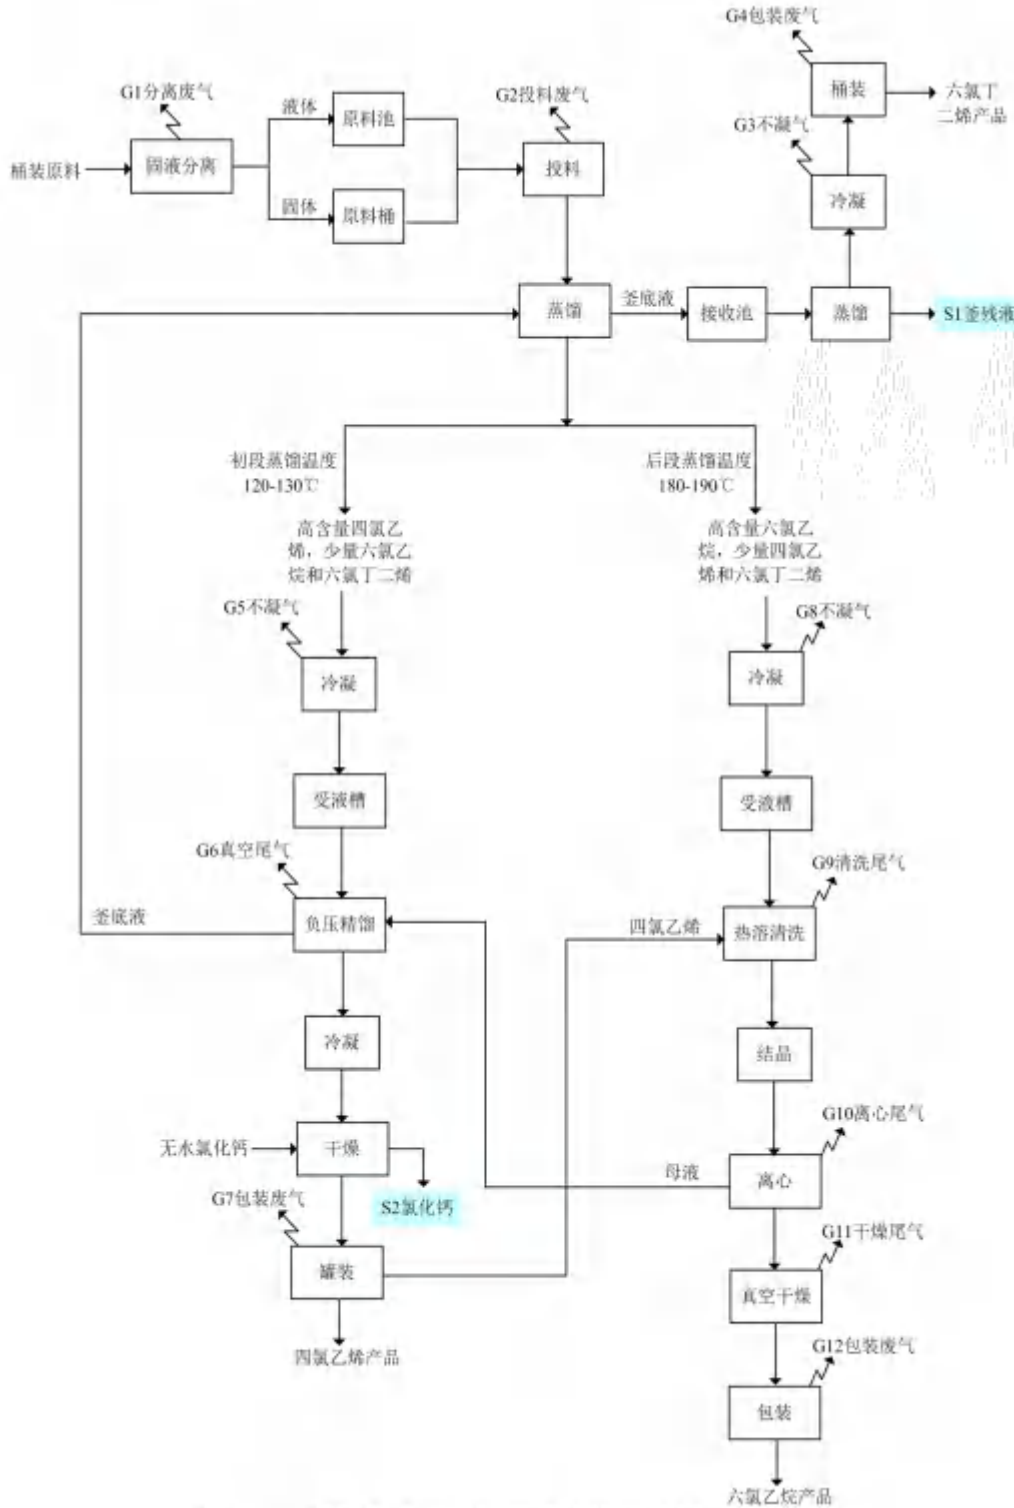 G4包装废气
桶装
六氯丁
二烯产品
G3不凝气
冷凝
G1分离废气
G2投料废气
桶装原料
固液分离
液体
原料池
固体
原料桶
投料
蒸馏
釜底液
接收池
蒸馏
S1釜残液
初段蒸馏温度
120-130℃
后段蒸馏温度
180-190℃
高含量四氯乙
烯，少量六氯乙
烷和六氯丁二烯
高含量六氯乙
烷，少量四氯乙
烯和六氯丁二烯
G5不凝气
冷凝
G8不凝气
冷凝
受液槽
受液槽
G6真空尾气
G9清洗尾气
釜底液
负压精馏
四氯乙烯
热溶清洗
冷凝
结晶
无水氯化钙
干燥
S2氯化钙
G10离心尾气
母液
离心
G7包装废气
罐装
G11干燥尾气
真空干燥
四氯乙烯产品
G12包装废气
包装
六氯乙烷产品